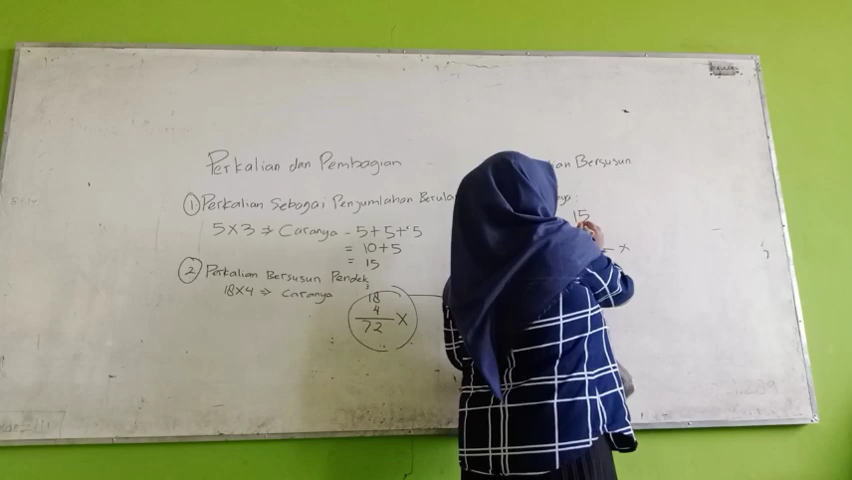 Perkalian dan Pembagian
① Perkalian Sebagai Penjumlahan Berula
5X3 ⇒ Caranya - 5+5+5
= 10+5
= 15
② Perkalian Bersusun Pendek
18X4 ⇒ Caranya
3
18
4
72 X
an Bersusun
15
x